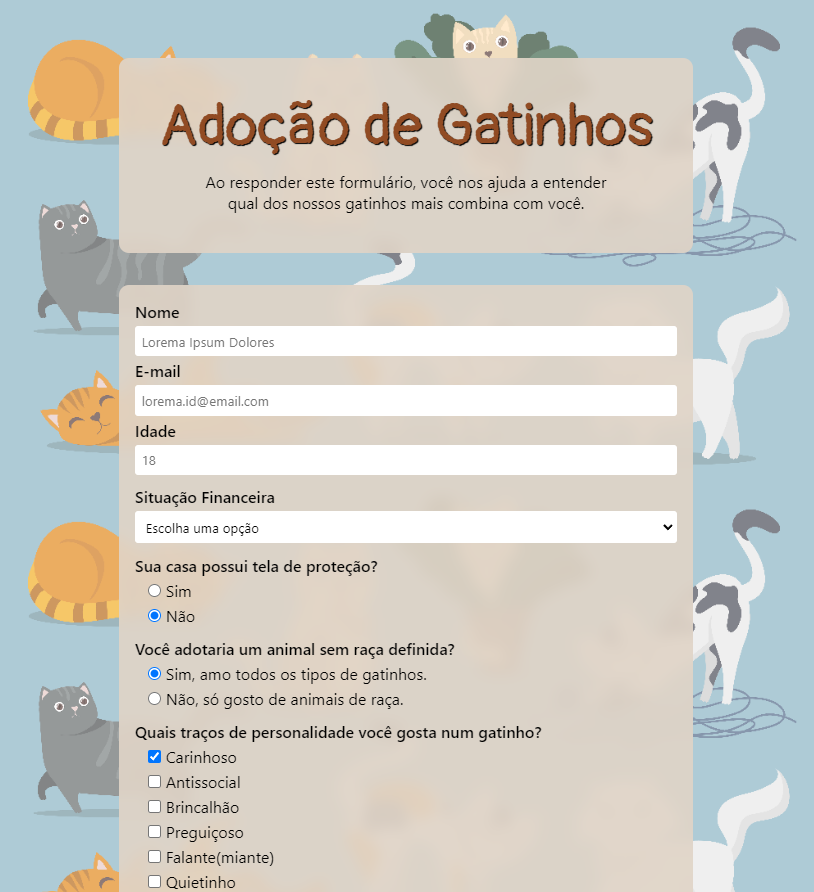 Adoção de Gatinhos
Ao responder este formulário, você nos ajuda a entender
qual dos nossos gatinhos mais combina com você.
Nome
Lorema Ipsum Dolores
E-mail
lorema.id@email.com
Idade
18
Situação Financeira
Escolha uma opção
Sua casa possui tela de proteção?
Sim
Não
Você adotaria um animal sem raça definida?
Sim, amo todos os tipos de gatinhos.
Não, só gosto de animais de raça.
Quais traços de personalidade você gosta num gatinho?
Carinhoso
Antissocial
Brincalhão
Preguiçoso
Falante(miante)
Quietinho